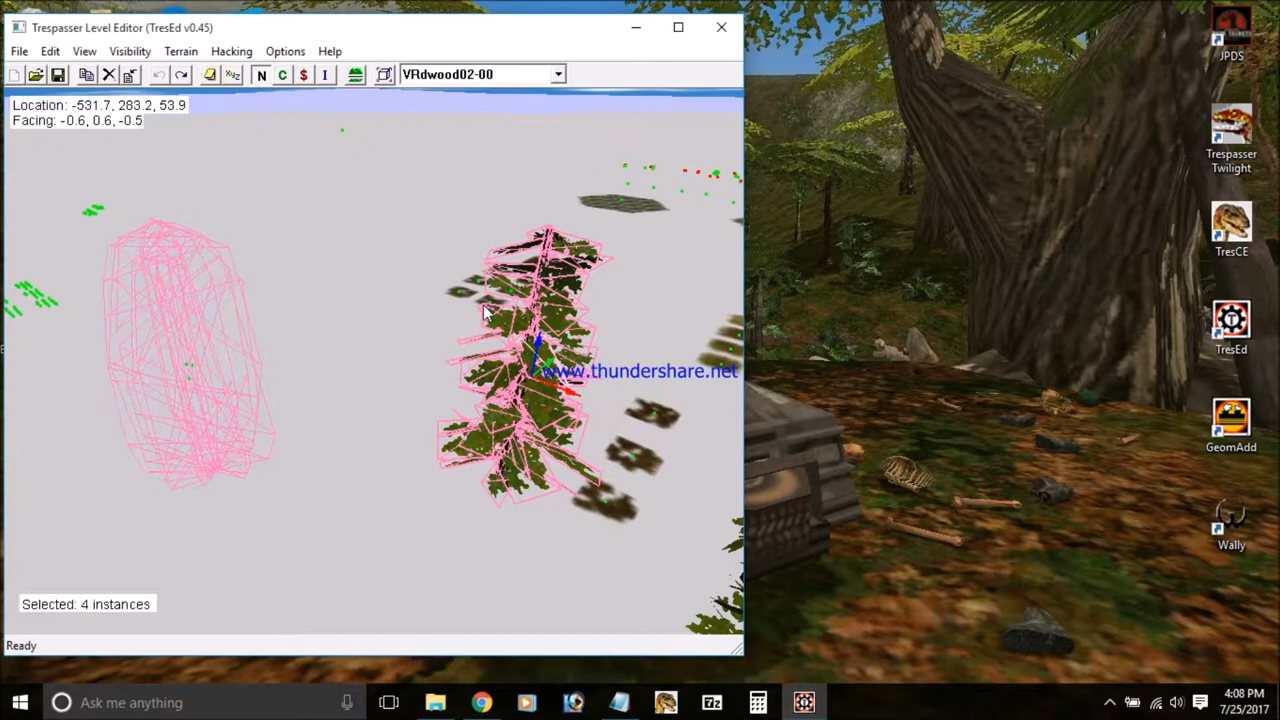 Trespasser Level Editor (TresEd v0.45)
File Edit View Visibility Terrain Hacking Options Help
N C $ I VRdwood02-00
Location: -531.7, 283.2, 53.9
Facing: -0.6, 0.6, -0.5
www.thundershare.net
Selected: 4 instances
Ready
JPDS
Trespasser
Twilight
TresCE
TresEd
GeomAdd
Wally
Ask me anything
7z
4:08 PM
7/25/2017